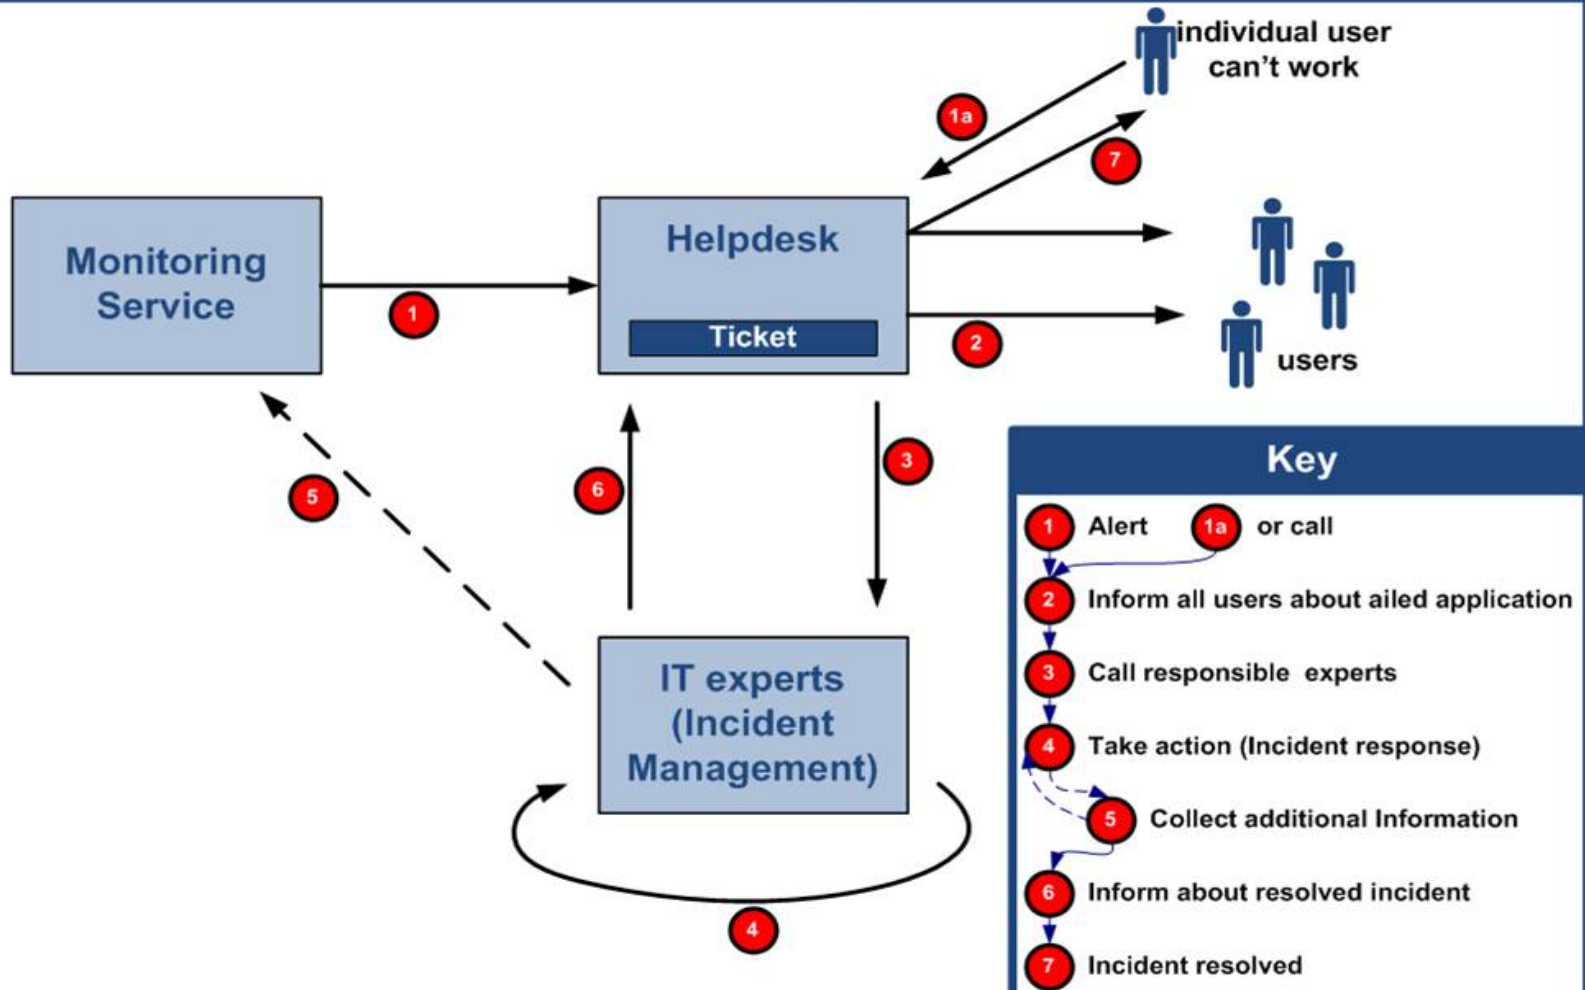 individual user
can't work
1a
7
Monitoring
Service
1
Helpdesk
Ticket
2
users
5
6
3
IT experts
(Incident
Management)
4
Key
1 Alert 1a or call
2 Inform all users about ailed application
3 Call responsible experts
4 Take action (Incident response)
5 Collect additional Information
6 Inform about resolved incident
7 Incident resolved